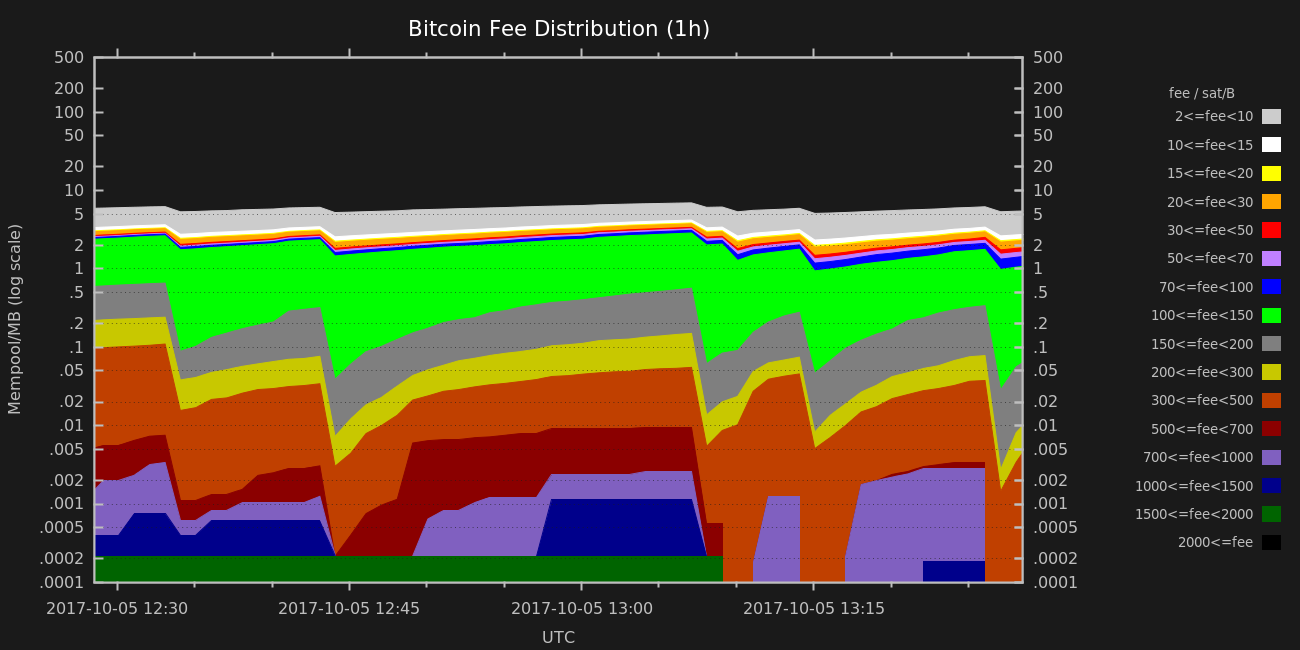 Bitcoin Fee Distribution (1h)
500 500
200 200
100 100
50 50
20 20
10 10
5 5
2 2
1 1
.5 .5
.2 .2
.1 .1
.05 .05
.02 .02
.01 .01
.005 .005
.002 .002
.001 .001
.0005 .0005
.0002 .0002
.0001 .0001
Mempool/MB (log scale)
2017-10-05 12:30 2017-10-05 12:45 2017-10-05 13:00 2017-10-05 13:15
UTC
fee / sat/B
2<=fee<10
10<=fee<15
15<=fee<20
20<=fee<30
30<=fee<50
50<=fee<70
70<=fee<100
100<=fee<150
150<=fee<200
200<=fee<300
300<=fee<500
500<=fee<700
700<=fee<1000
1000<=fee<1500
1500<=fee<2000
2000<=fee